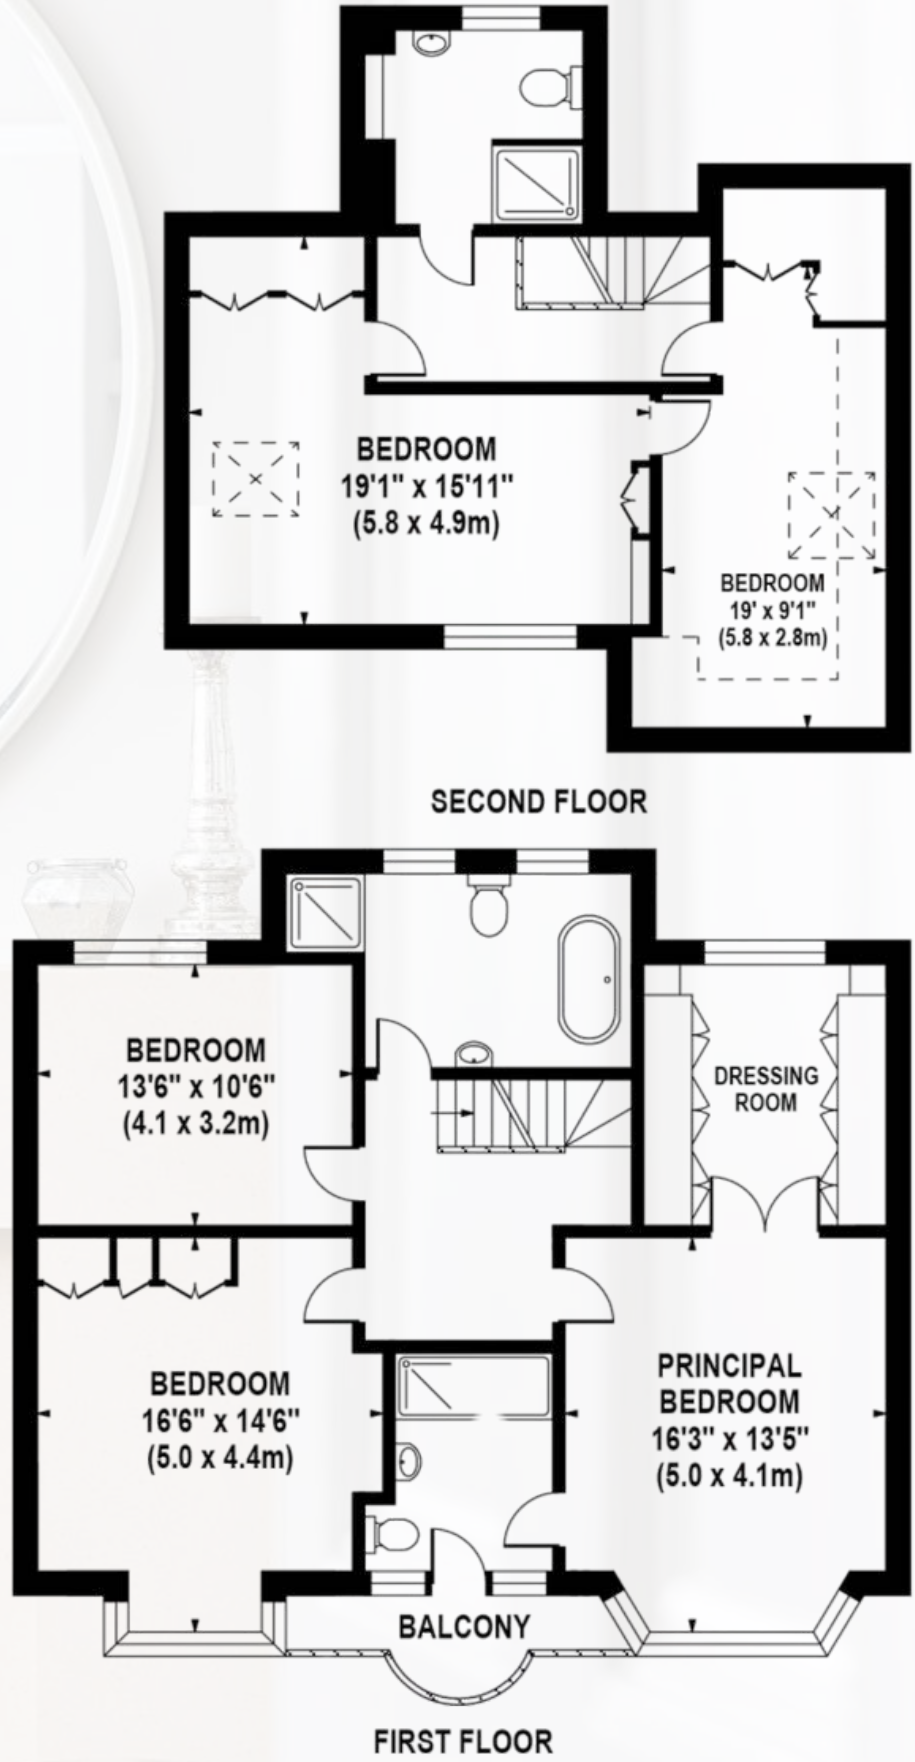 BEDROOM
19'1" x 15'11"
(5.8 x 4.9m)
BEDROOM
19' x 9'1"
(5.8 x 2.8m)
SECOND FLOOR
BEDROOM
13'6" x 10'6"
(4.1 x 3.2m)
DRESSING
ROOM
BEDROOM
16'6" x 14'6"
(5.0 x 4.4m)
PRINCIPAL
BEDROOM
16'3" x 13'5"
(5.0 x 4.1m)
BALCONY
FIRST FLOOR